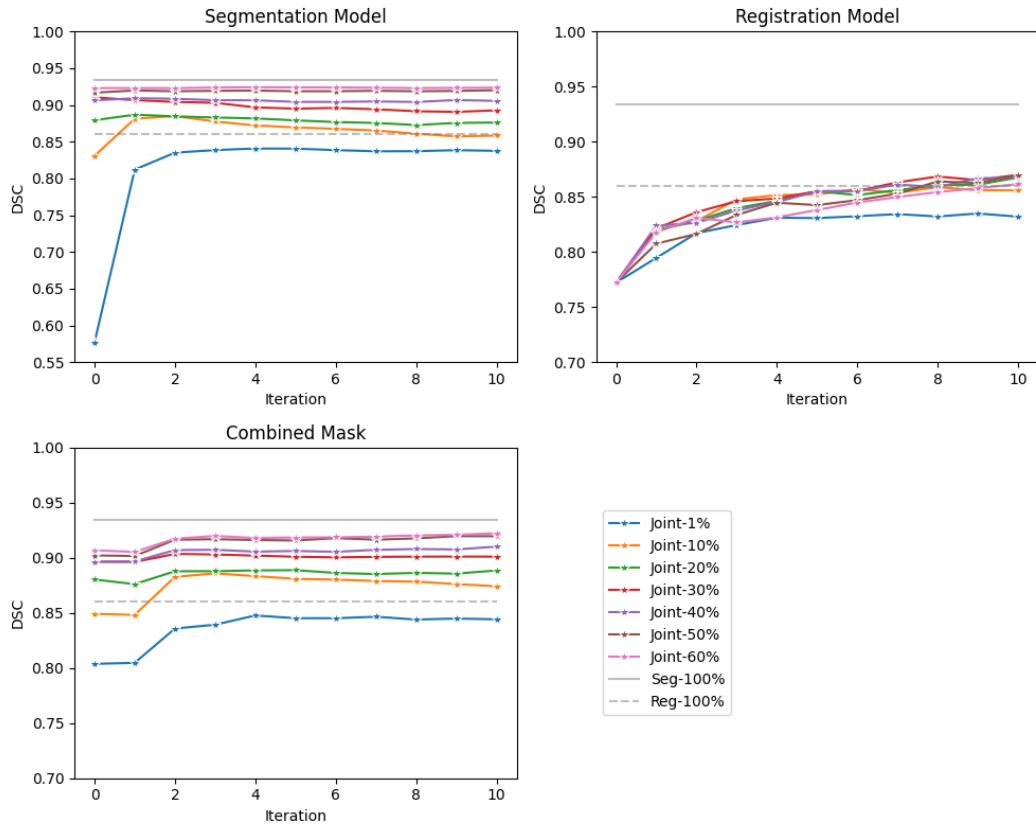 Segmentation Model
1.00
0.95
0.90
0.85
0.80
0.75
0.70
0.65
0.60
0.55
DSC
0 2 4 6 8 10
Iteration
Registration Model
1.00
0.95
0.90
0.85
0.80
0.75
0.70
DSC
0 2 4 6 8 10
Iteration
Combined Mask
1.00
0.95
0.90
0.85
0.80
0.75
0.70
DSC
0 2 4 6 8 10
Iteration
Joint-1%
Joint-10%
Joint-20%
Joint-30%
Joint-40%
Joint-50%
Joint-60%
Seg-100%
Reg-100%